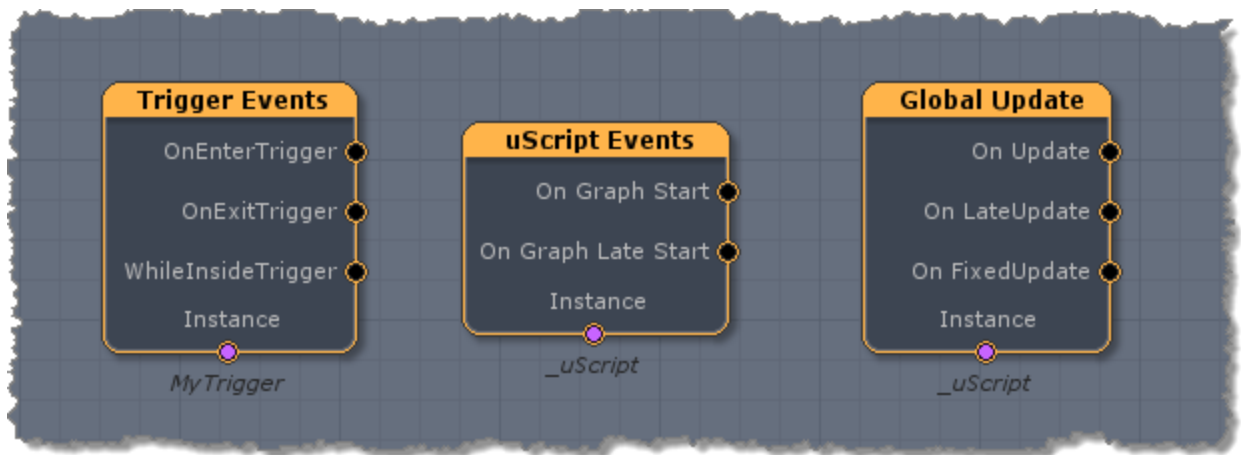 Trigger Events
OnEnterTrigger
OnExitTrigger
WhileInsideTrigger
Instance
MyTrigger
uScript Events
On Graph Start
On Graph Late Start
Instance
_uScript
Global Update
On Update
On LateUpdate
On FixedUpdate
Instance
_uScript